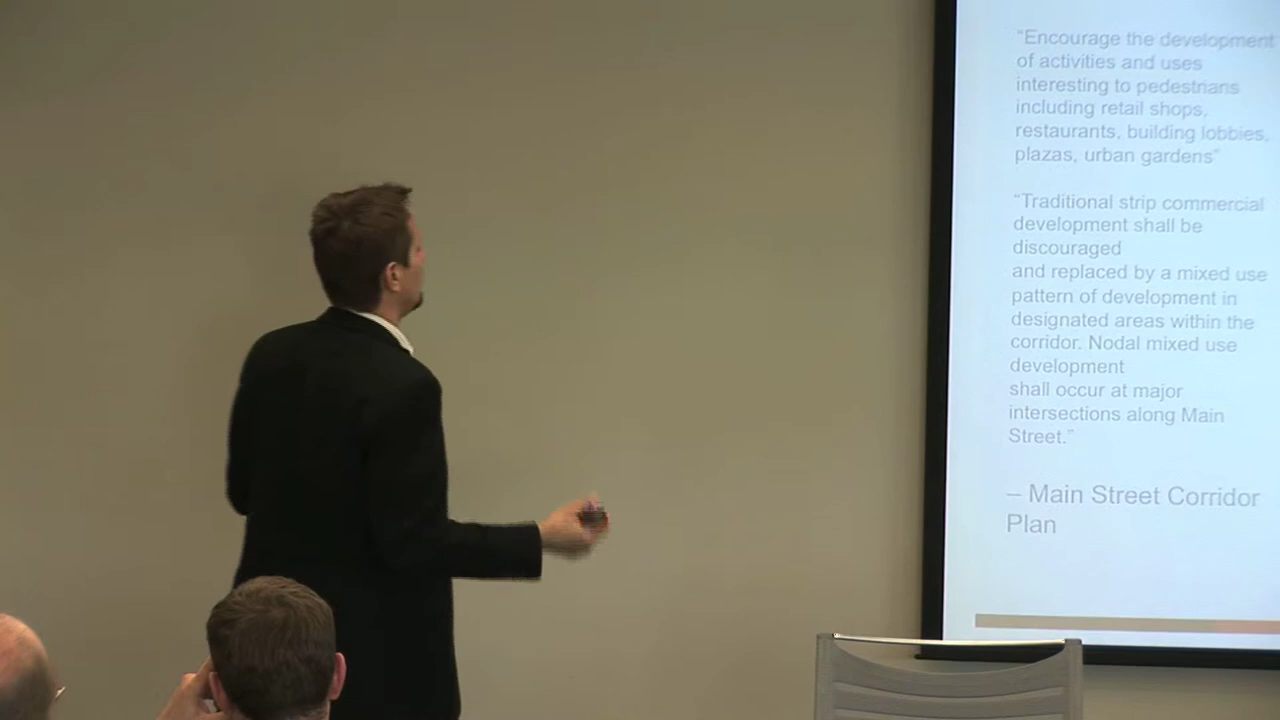 “Encourage the development
of activities and uses
interesting to pedestrians
including retail shops,
restaurants, building lobbies,
plazas, urban gardens”
“Traditional strip commercial
development shall be
discouraged
and replaced by a mixed use
pattern of development in
designated areas within the
corridor. Nodal mixed use
development
shall occur at major
intersections along Main
Street.”
– Main Street Corridor
Plan